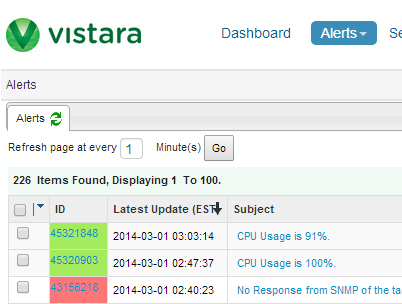 vistara
Dashboard Alerts Se
Alerts
Alerts
Refresh page at every 1 Minute(s) Go
226 Items Found, Displaying 1 To 100.
ID Latest Update (EST Subject
45321848 2014-03-01 03:03:14 CPU Usage is 91%.
45320903 2014-03-01 02:47:37 CPU Usage is 100%.
43156218 2014-03-01 02:40:23 No Response from SNMP of the ta